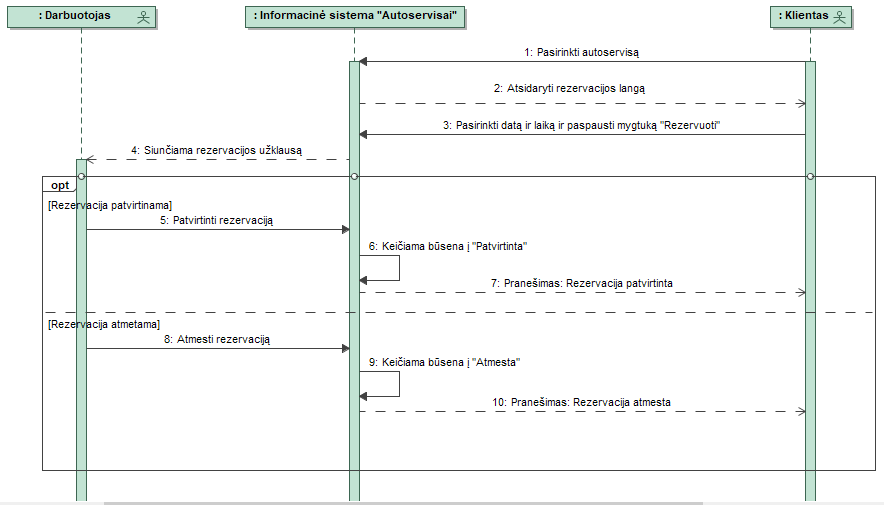 : Darbuotojas
: Informacinė sistema "Autoservisai"
: Klientas
1: Pasirinkti autoservisą
2: Atsidaryti rezervacijos langą
3: Pasirinkti datą ir laiką ir paspausti mygtuką "Rezervuoti"
4: Siunčiama rezervacijos užklausą
opt
[Rezervacija patvirtinama]
5: Patvirtinti rezervaciją
6: Keičiama būsena į "Patvirtinta"
7: Pranešimas: Rezervacija patvirtinta
[Rezervacija atmetama]
8: Atmesti rezervaciją
9: Keičiama būsena į "Atmesta"
10: Pranešimas: Rezervacija atmesta